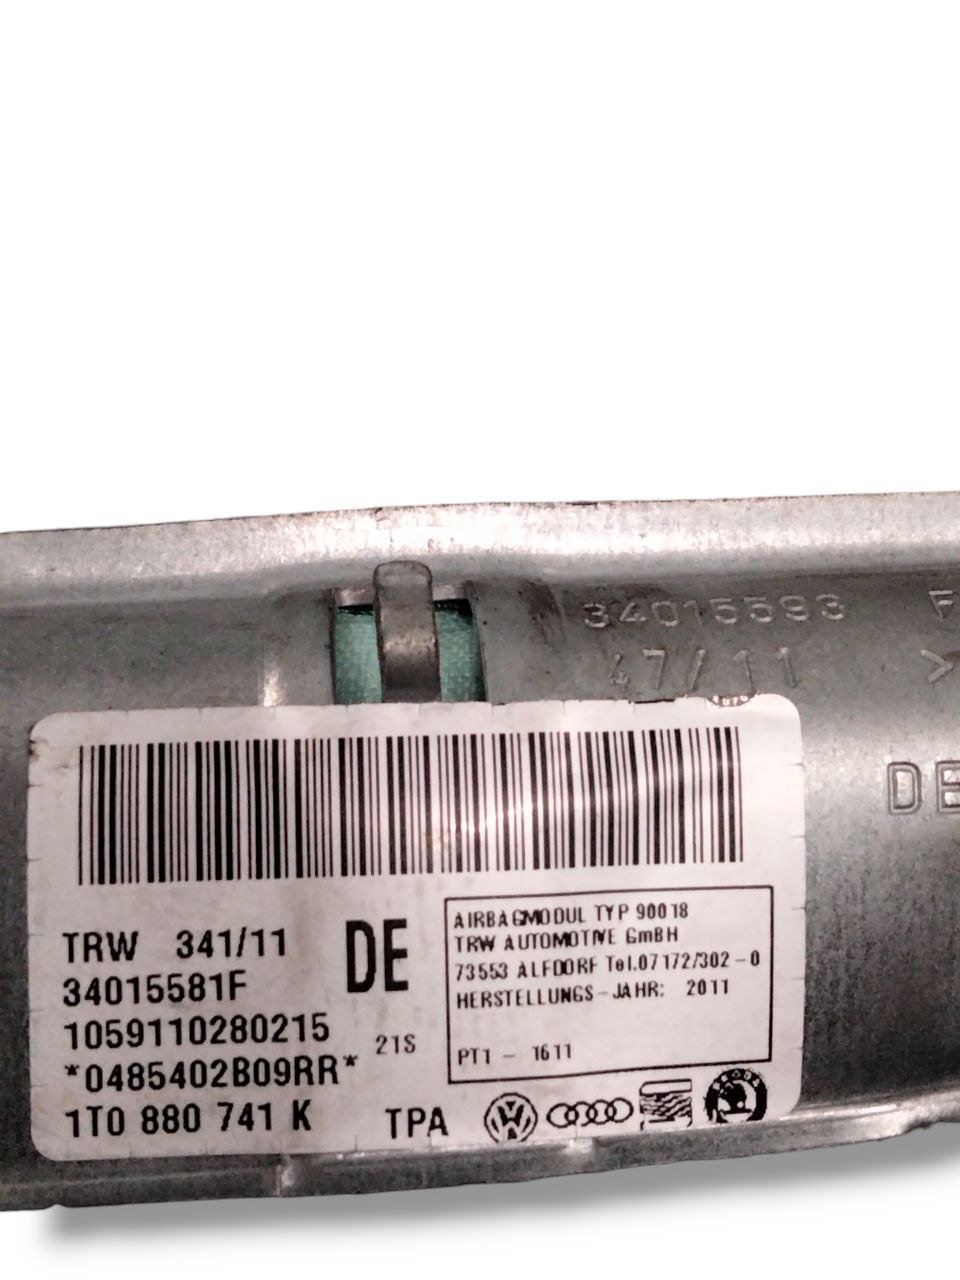 34015593
47/11
DE
TRW 341/11
34015581F
1059110280215
21S
*0485402B09RR*
1T0 880 741 K
TPA
DE
AIRBAGMODUL TYP 90018
TRW AUTOMOTIVE GmBH
73553 ALFDORF Tel.07172/302-0
HERSTELLUNGS-JAHR: 2011
PT1 - 1611
SKODA